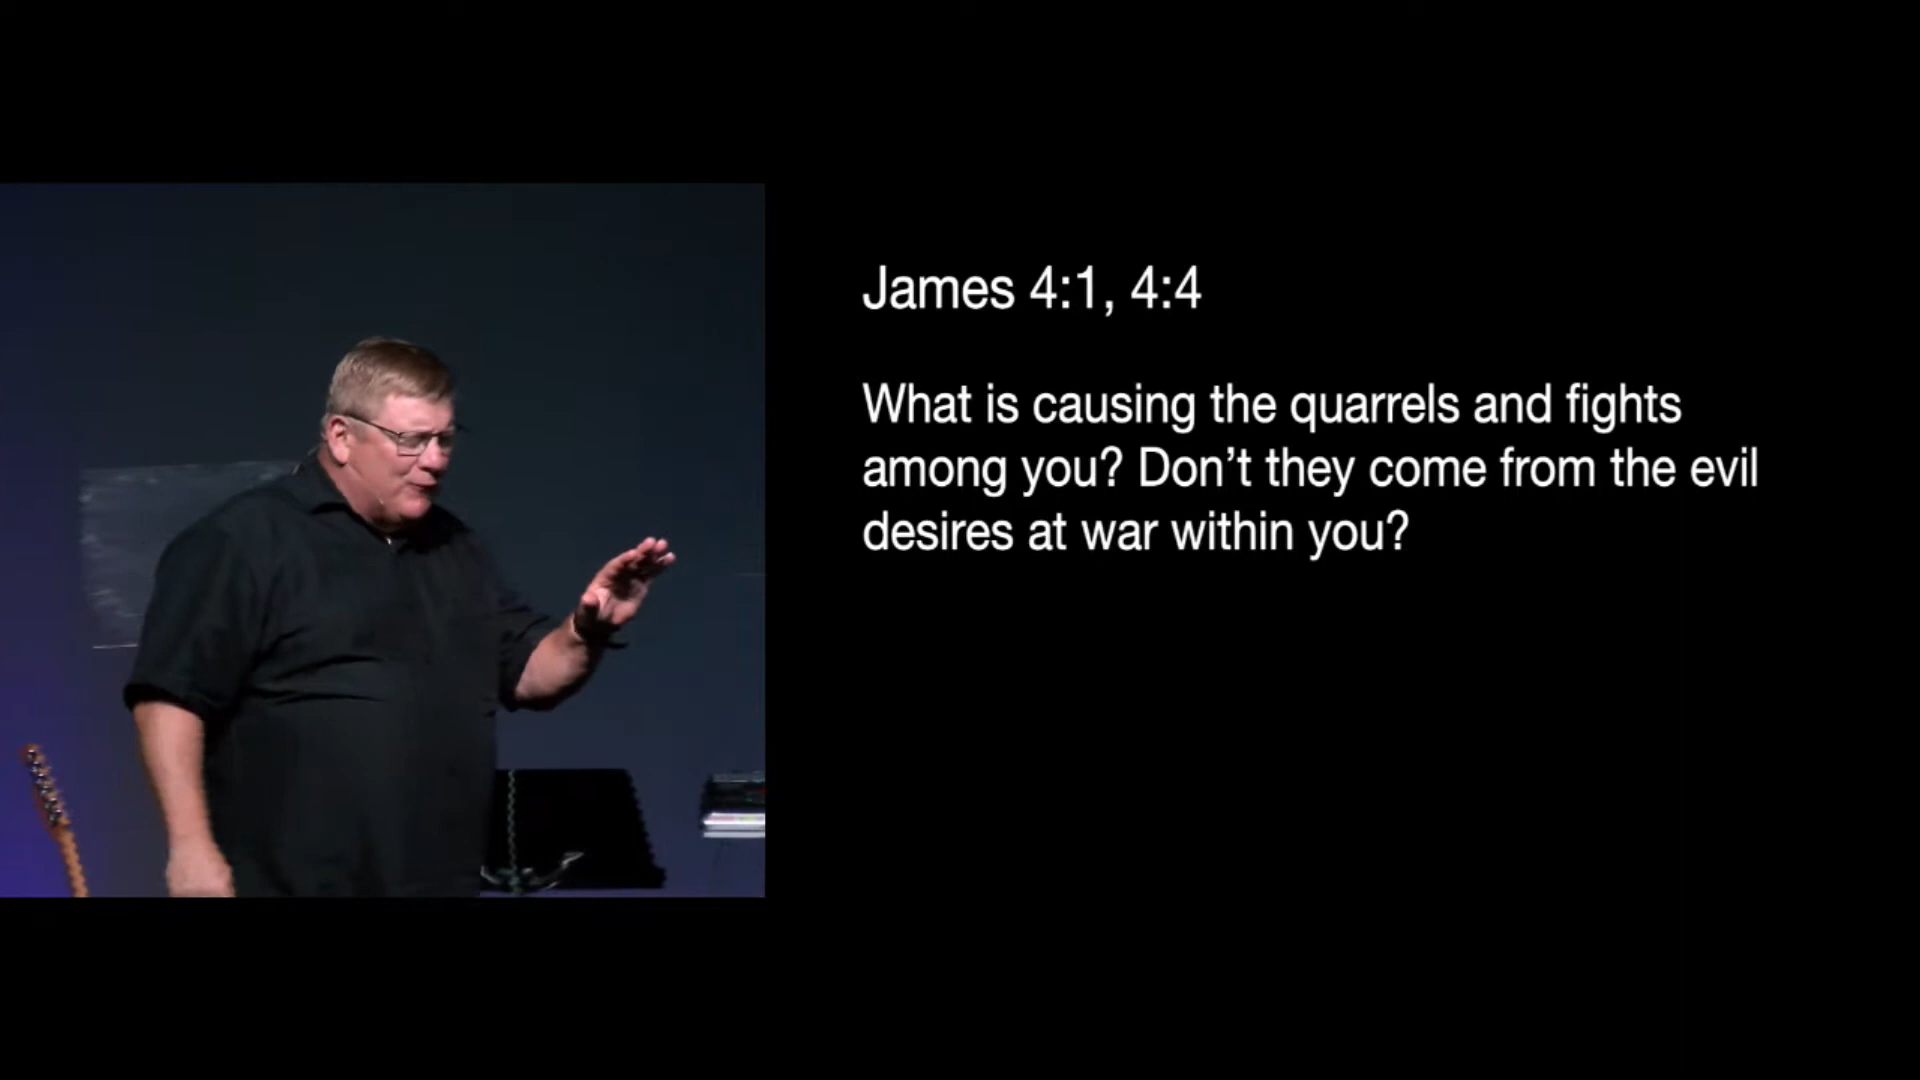 James 4:1, 4:4
What is causing the quarrels and fights
among you? Don’t they come from the evil
desires at war within you?